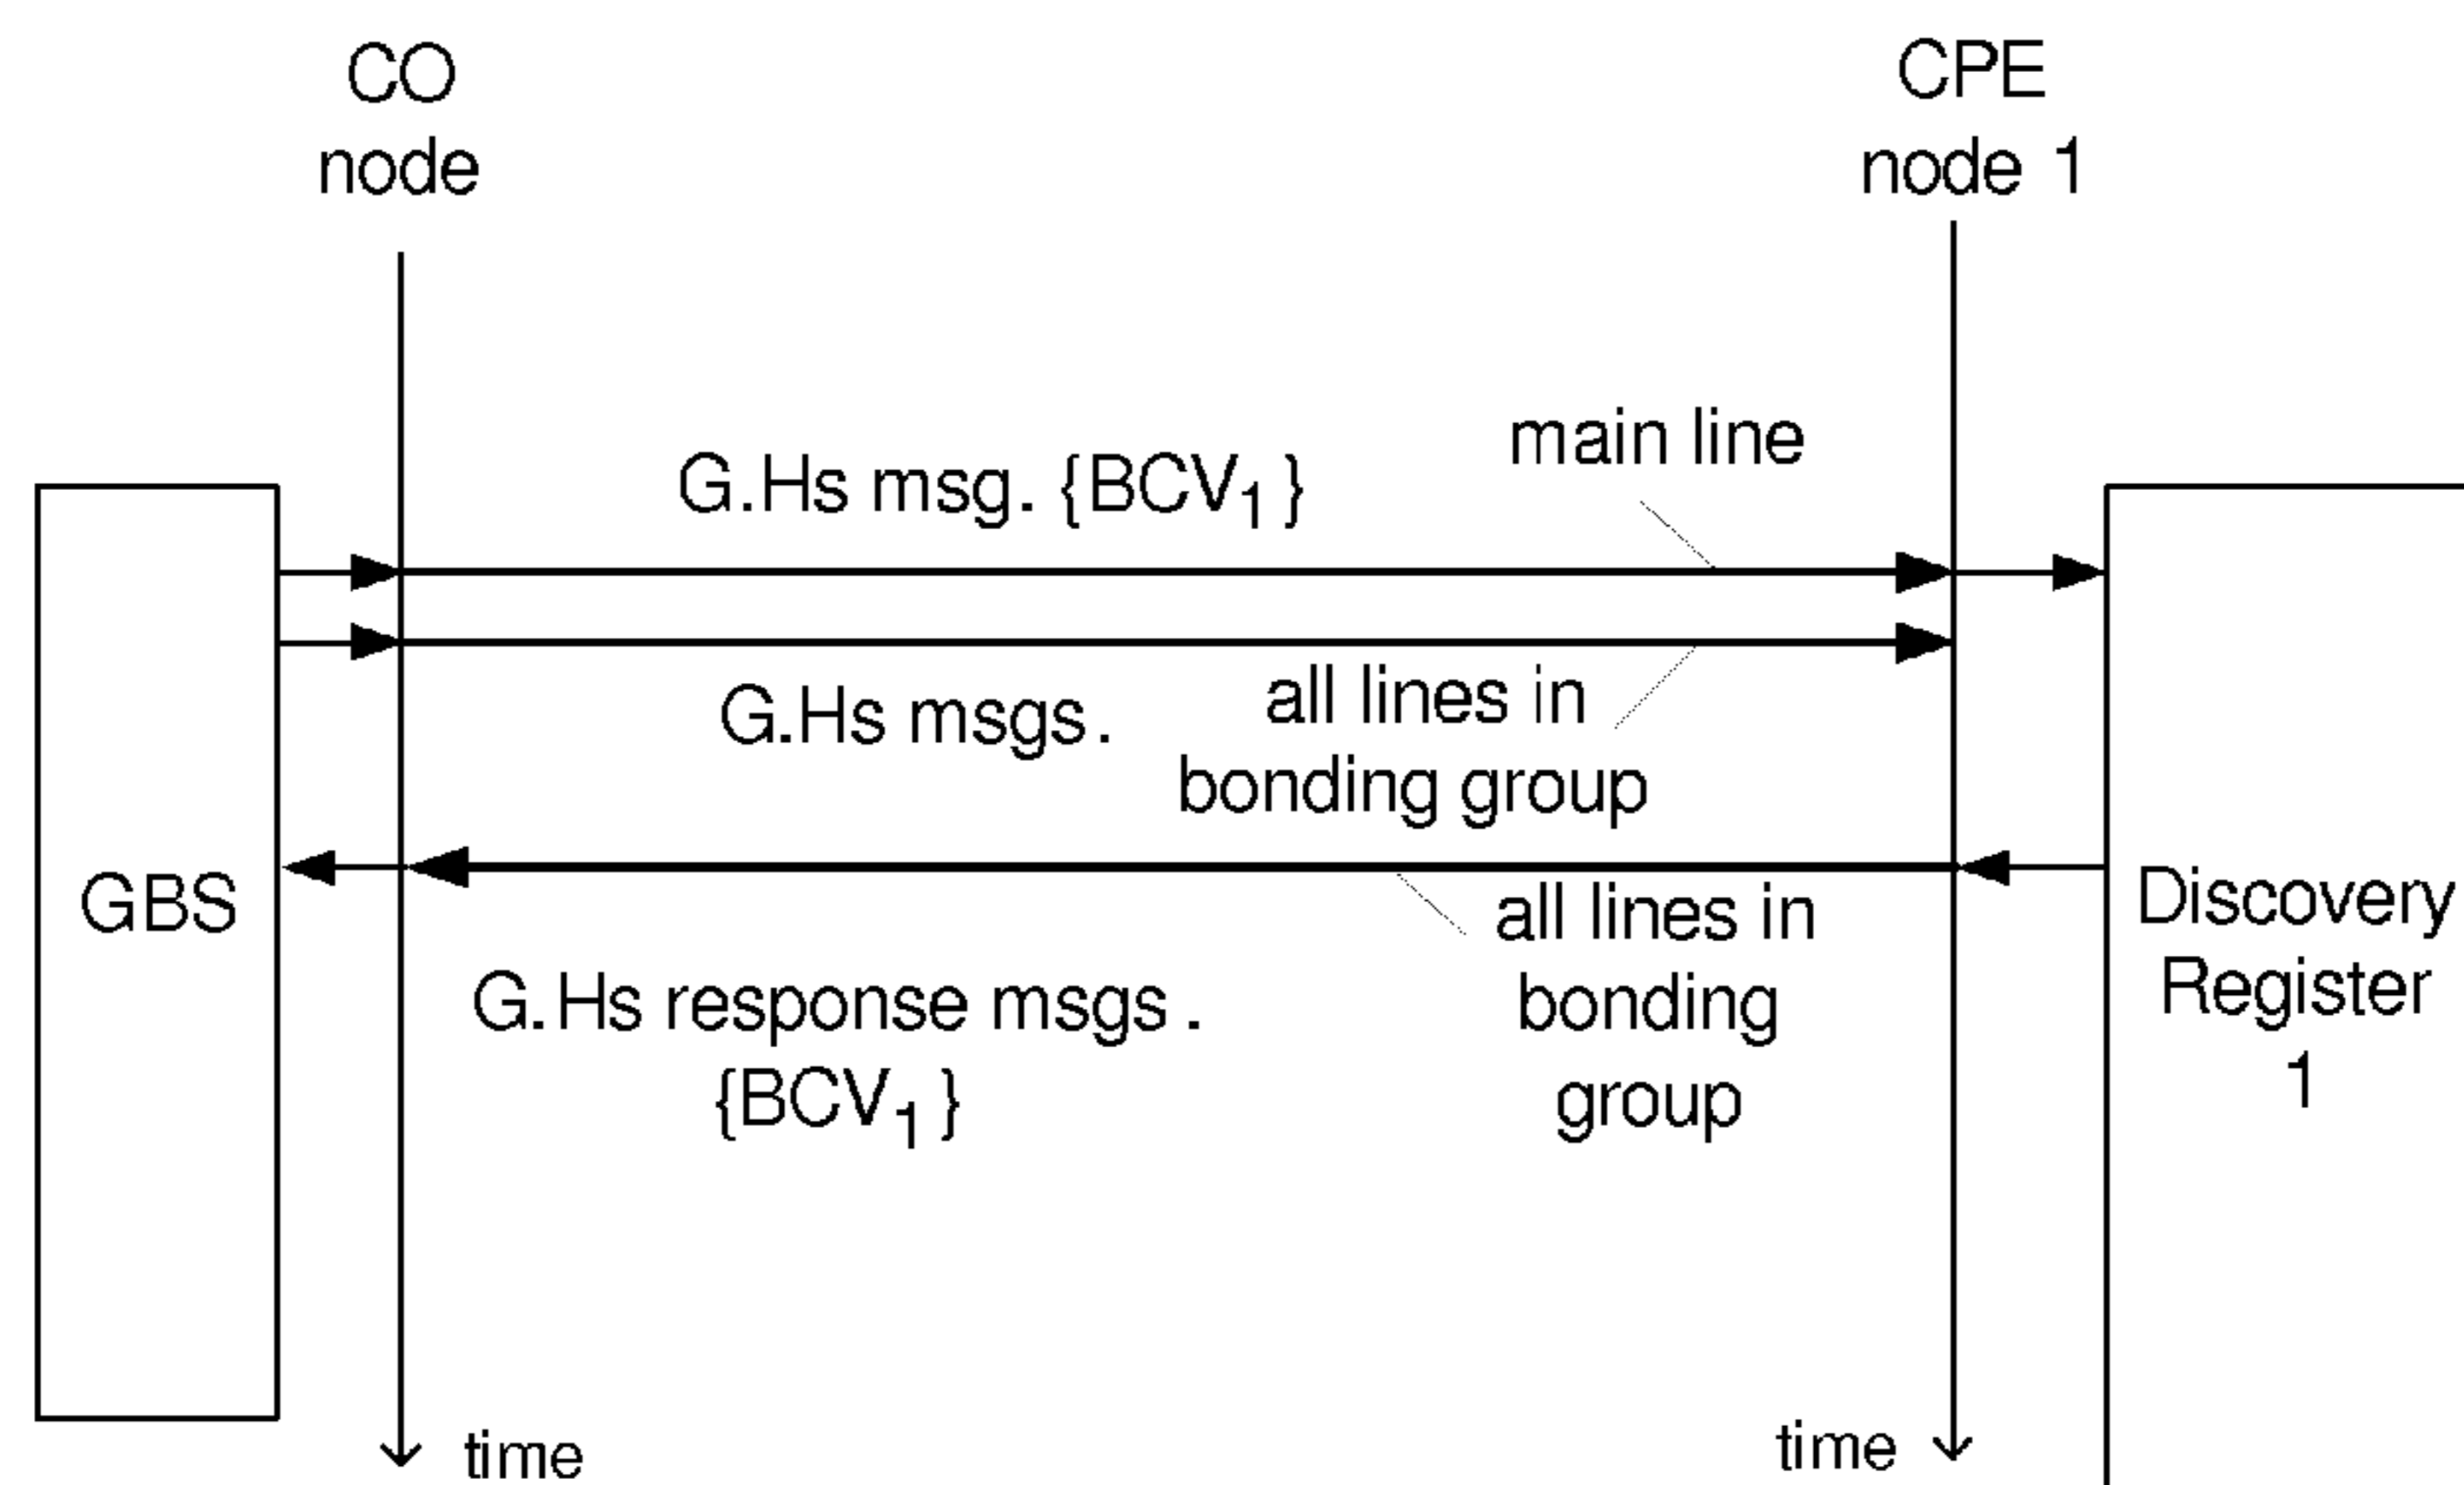 CO
node
CPE
node 1
main line
G.Hs msg. {BCV₁}
G.Hs msgs.
all lines in
bonding group
GBS
Discovery
Register
1
all lines in
bonding
group
G.Hs response msgs.
{BCV₁}
time
time